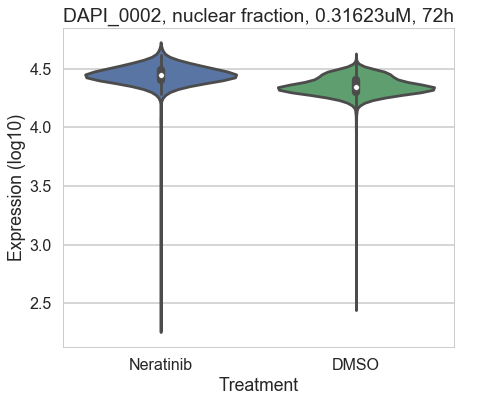 DAPI_0002, nuclear fraction, 0.31623uM, 72h
4.5
4.0
3.5
3.0
2.5
Expression (log10)
Neratinib
DMSO
Treatment